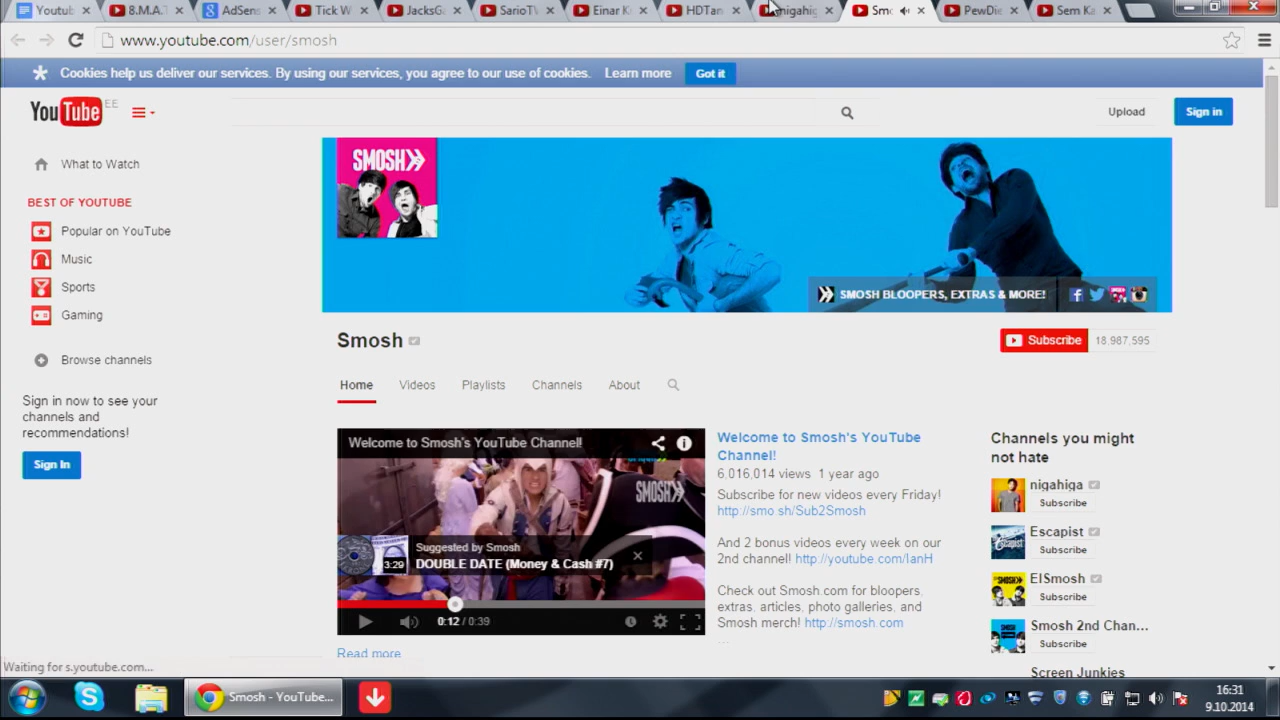 Youtub
8.M.A.
AdSens
Tick W
JacksG
SarioT
Einar K
HDTan
nigahig
Smo
PewDie
Sem Ka
www.youtube.com/user/smosh
Cookies help us deliver our services. By using our services, you agree to our use of cookies. Learn more Got it
YouTube EE
Upload
Sign in
What to Watch
BEST OF YOUTUBE
Popular on YouTube
Music
Sports
Gaming
Browse channels
Sign in now to see your
channels and
recommendations!
Sign In
SMOSH
SMOSH BLOOPERS, EXTRAS & MORE!
Smosh
Subscribe 18,987,595
Home Videos Playlists Channels About
Welcome to Smosh's YouTube Channel!
SMOSH
Suggested by Smosh
3:29 DOUBLE DATE (Money & Cash #7)
0:12 / 0:39
Read more
Welcome to Smosh's YouTube
Channel!
6,016,014 views 1 year ago
Subscribe for new videos every Friday!
http://smo.sh/Sub2Smosh
And 2 bonus videos every week on our
2nd channel! http://youtube.com/IanH
Check out Smosh.com for bloopers,
extras, articles, photo galleries, and
Smosh merch! http://smosh.com
...
Channels you might
not hate
nigahiga
Subscribe
Escapist
Subscribe
ElSmosh
Subscribe
Smosh 2nd Chan...
Subscribe
Screen Junkies
Waiting for s.youtube.com...
Smosh - YouTube...
16:31
9.10.2014